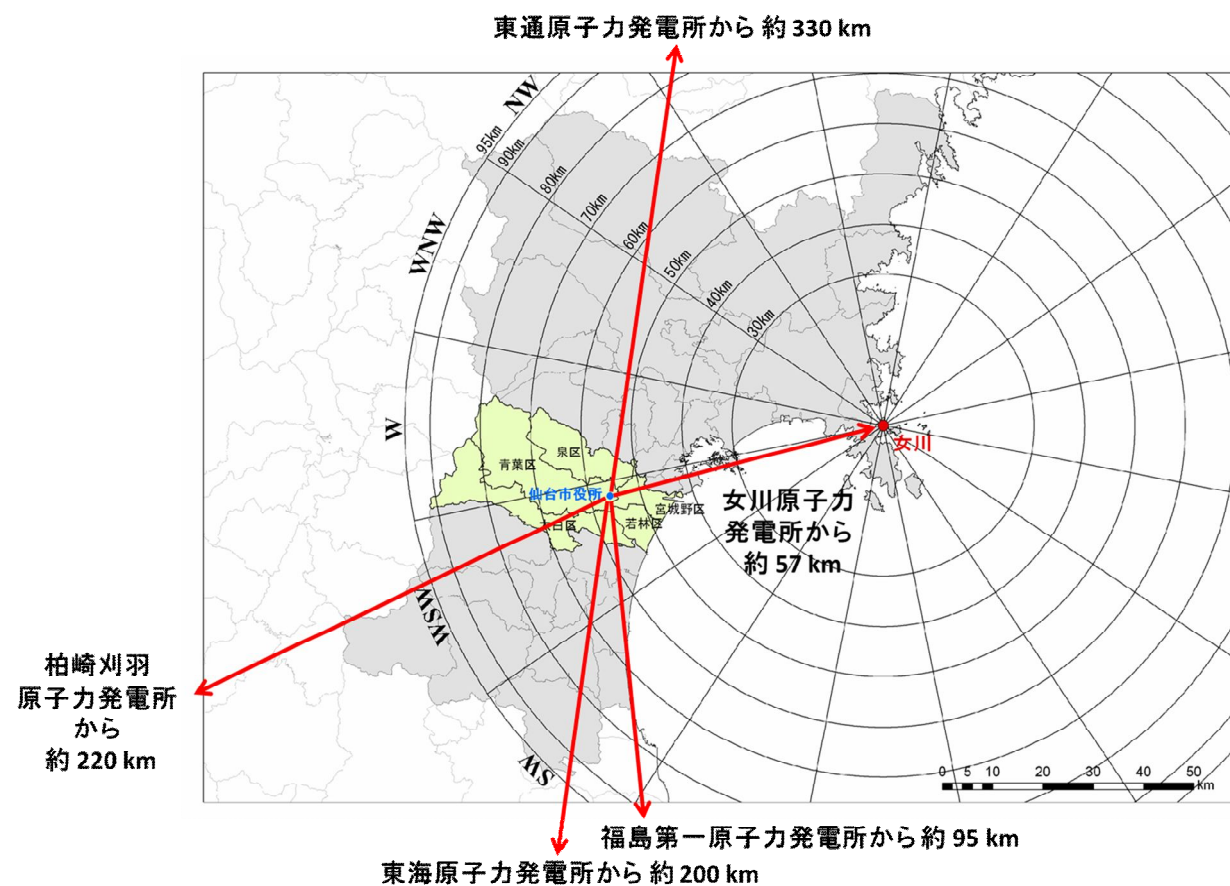 東通原子力発電所から 約 330 km
NW
95km
90km
80km
70km
60km
50km
40km
30km
WNW
W
青葉区
泉区
仙台市役所
宮城野区
若林区
白区
女川
女川原子力
発電所から
約 57 km
WSW
SW
柏崎刈羽
原子力発電所
から
約 220 km
0 5 10 20 30 40 50
km
福島第一原子力発電所から 約 95 km
東海原子力発電所から 約 200 km